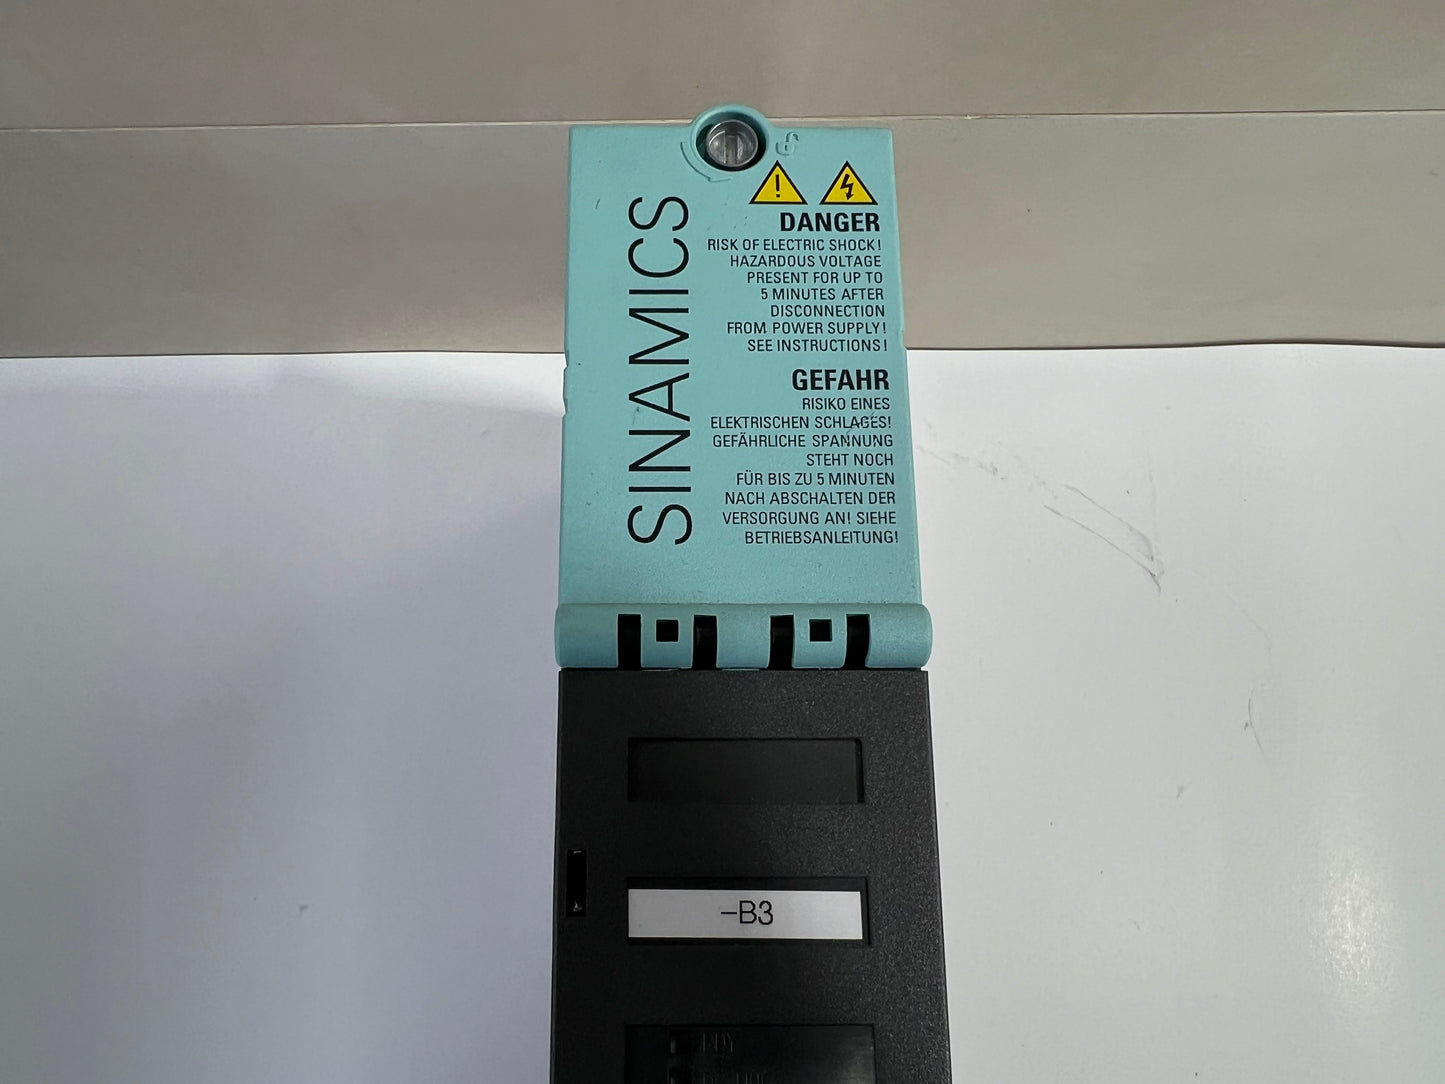 SINAMICS
DANGER
RISK OF ELECTRIC SHOCK!
HAZARDOUS VOLTAGE
PRESENT FOR UP TO
5 MINUTES AFTER
DISCONNECTION
FROM POWER SUPPLY!
SEE INSTRUCTIONS!
GEFAHR
RISIKO EINES
ELEKTRISCHEN SCHLAGES!
GEFÄHRLICHE SPANNUNG
STEHT NOCH
FÜR BIS ZU 5 MINUTEN
NACH ABSCHALTEN DER
VERSORGUNG AN! SIEHE
BETRIEBSANLEITUNG!
-B3
RDY